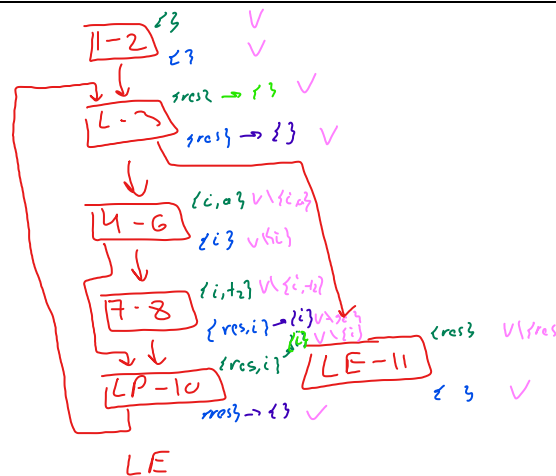 {} V
1-2
{} V
{res} → {} V
L-3
{res} → {} V
{i,a} V\{i,a}
4-6
{i} V\{i}
{i,t₂} V\{i,t₂}
7-8
{res,i} → {i} V\{i}
{res,i} → {i} V\{i}
{res} V\{res
LE-11
LP-10
{res} → {} V
{ } V
LE